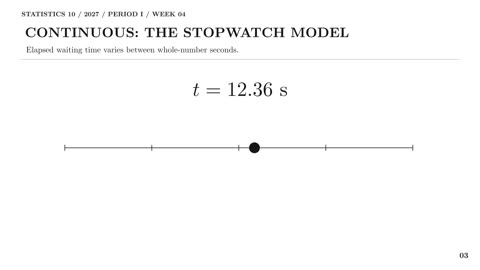 STATISTICS 10 / 2027 / PERIOD I / WEEK 04
CONTINUOUS: THE STOPWATCH MODEL
Elapsed waiting time varies between whole-number seconds.
t = 12.36 s
03